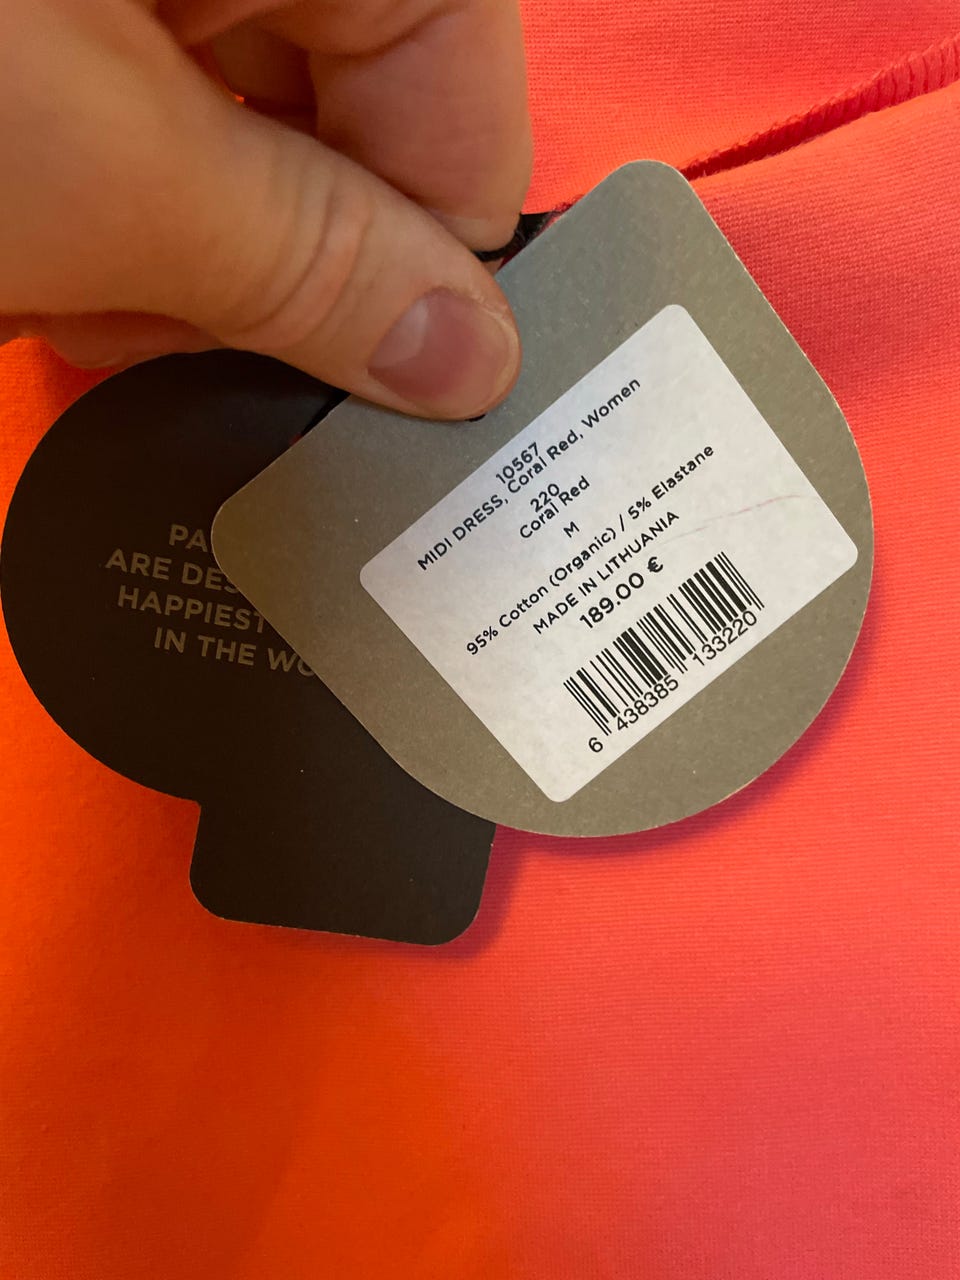 10567
MIDI DRESS, Coral Red, Women
220
Coral Red
M
95% Cotton (Organic) / 5% Elastane
MADE IN LITHUANIA
189.00 €
6 438385 133220
PA
ARE DES
HAPPIEST
IN THE WO